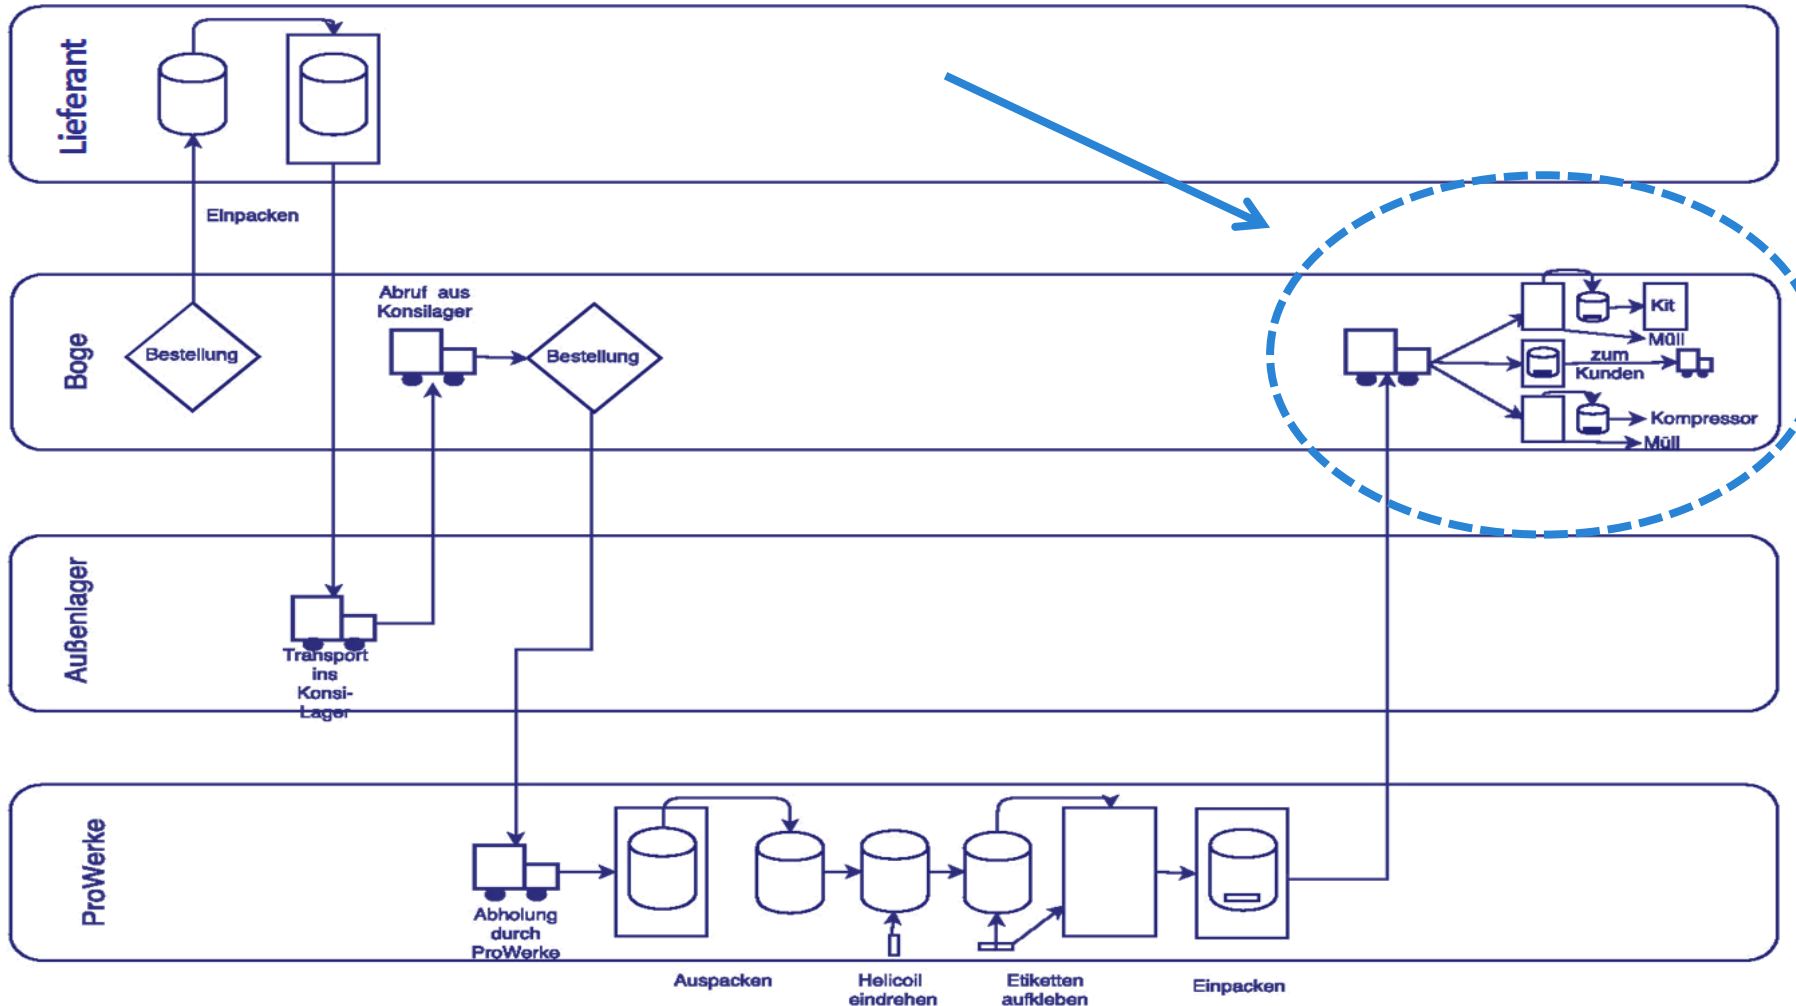 Lieferant
Einpacken
Boge
Bestellung
Abruf aus
Konsilager
Bestellung
Kit
Müll
zum
Kunden
Kompressor
Müll
Außenlager
Transport
ins
Konsi-
Lager
ProWerke
Abholung
durch
ProWerke
Auspacken
Helicoil
eindrehen
Etiketten
aufkleben
Einpacken